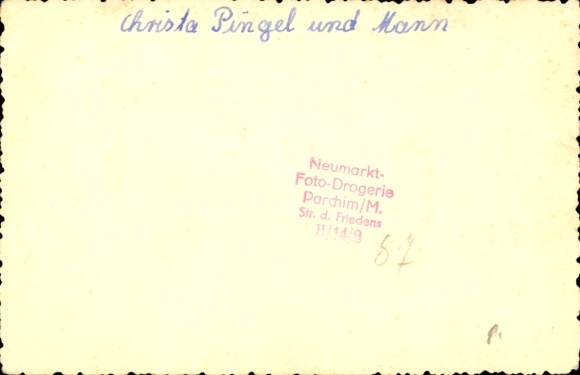 Christa Pingel und Mann
Neumarkt-
Foto-Drogerie
Parchim/M.
Str. d. Friedens
II/14/8
87